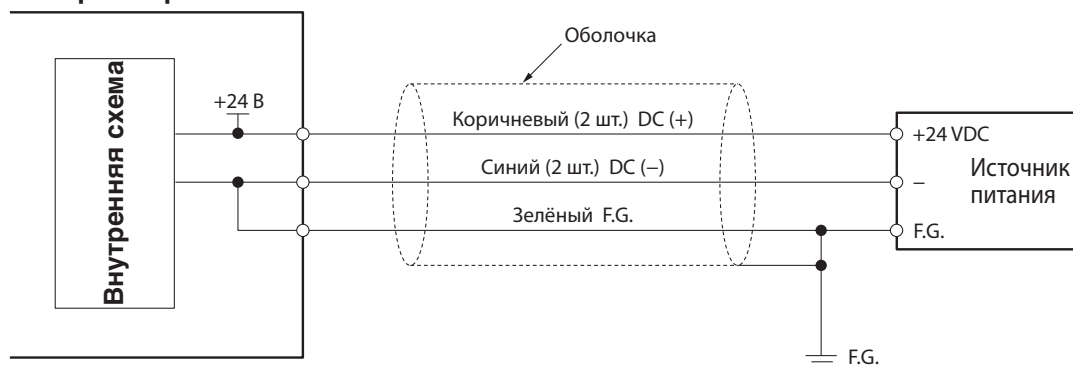 Оболочка
Внутренняя схема
+24 В
Коричневый (2 шт.) DC (+)
Синий (2 шт.) DC (–)
Зелёный F.G.
+24 VDC
–
F.G.
Источник
питания
F.G.